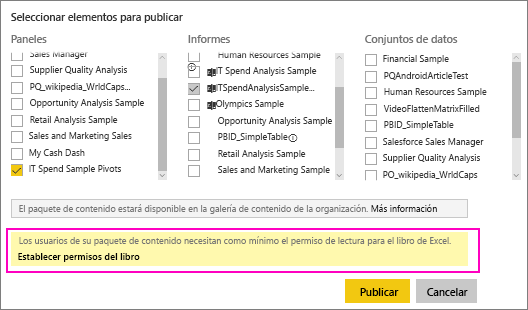 Seleccionar elementos para publicar
Paneles
Sales Manager
Supplier Quality Analysis
PQ_wikipedia_WrldCaps...
Opportunity Analysis Sample
Retail Analysis Sample
Sales and Marketing Sales
My Cash Dash
IT Spend Sample Pivots
Informes
Human Resources Sample
IT Spend Analysis Sample
ITSpendAnalysisSample...
Olympics Sample
Opportunity Analysis Sample
PBID_SimpleTable
Retail Analysis Sample
Sales and Marketing Sample
Conjuntos de datos
Financial Sample
PQAndroidArticleTest
Human Resources Sample
VideoFlattenMatrixFilled
PBID_SimpleTable
Salesforce Sales Manager
Supplier Quality Analysis
PO_wikipedia_WrldCaps
El paquete de contenido estará disponible en la galería de contenido de la organización. Más información
Los usuarios de su paquete de contenido necesitan como mínimo el permiso de lectura para el libro de Excel.
Establecer permisos del libro
Publicar
Cancelar